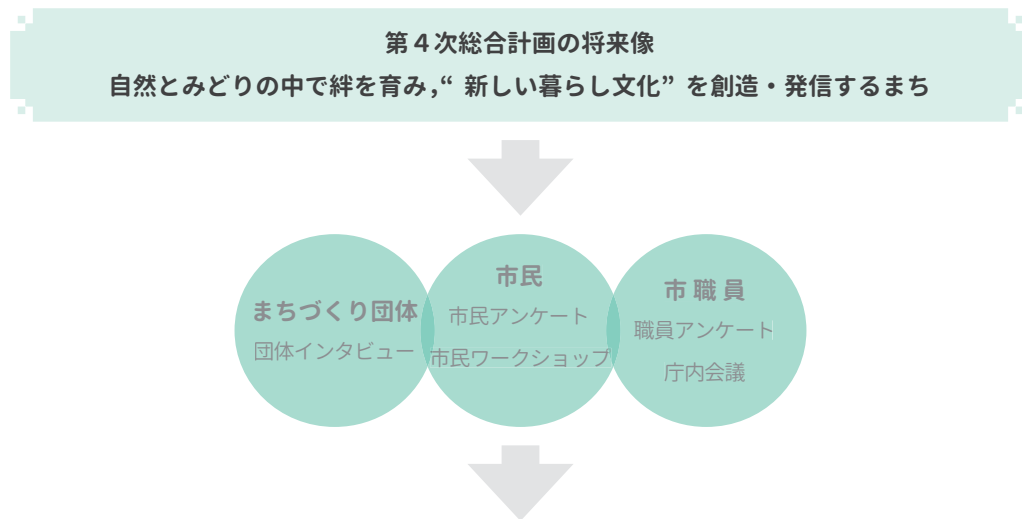 第４次総合計画の将来像
自然とみどりの中で絆を育み，“ 新しい暮らし文化” を創造・発信するまち
まちづくり団体
団体インタビュー
市民
市民アンケート
市民ワークショップ
市 職 員
職員アンケート
庁内会議